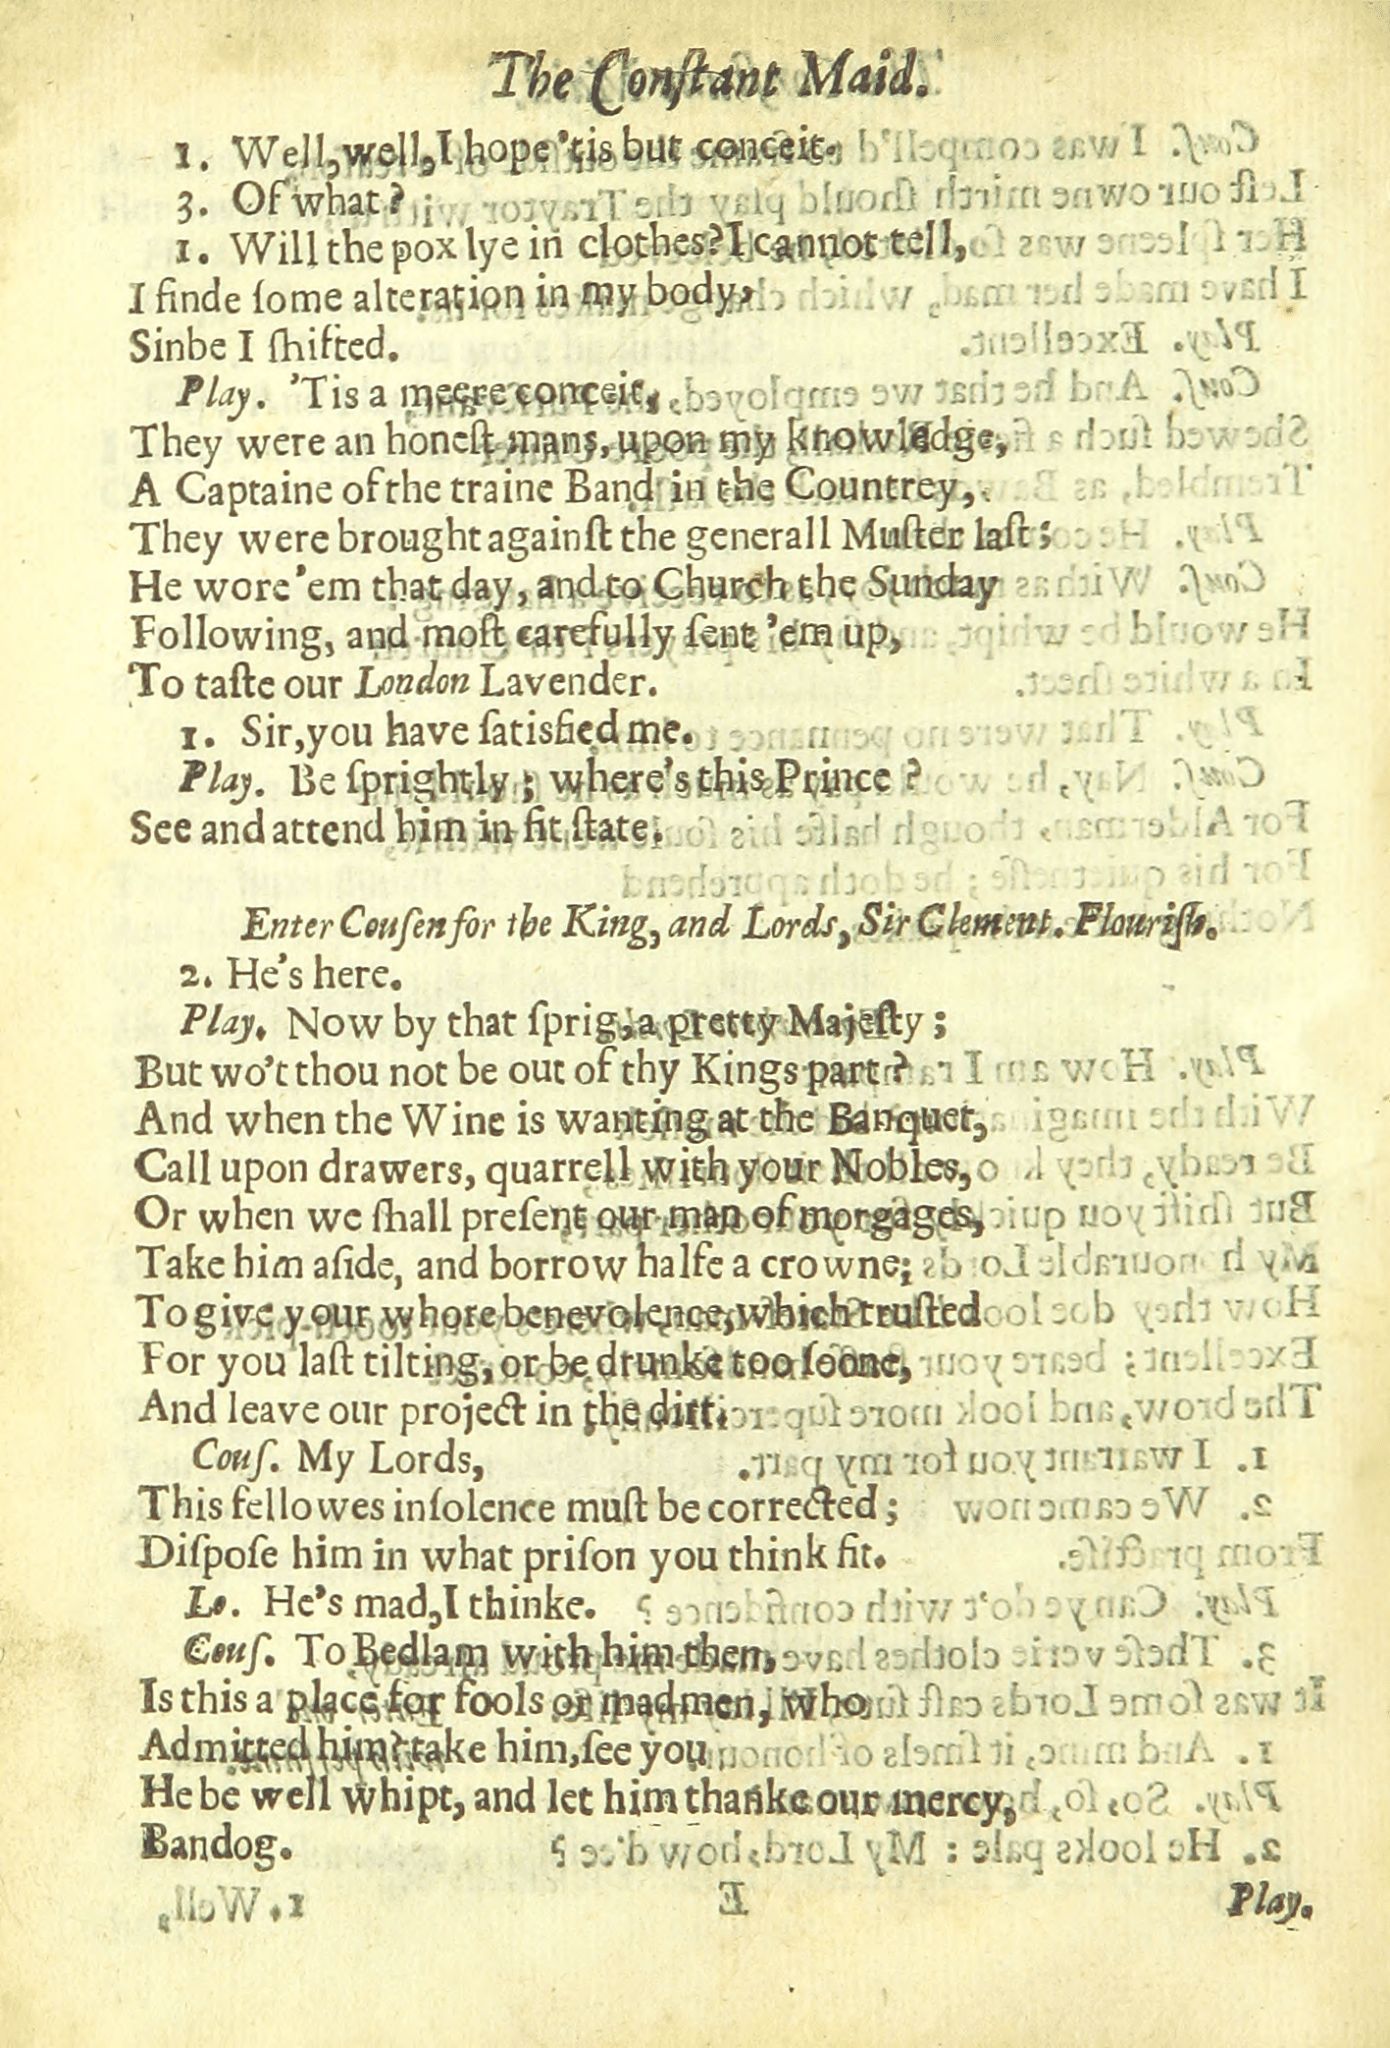 The Conſtant Maid.
1. Well, well, I hope 'tis but conceit.
3. Of what?
1. Will the pox lye in clothes? I cannot tell,
I finde ſome alteration in my body,
Sinbe I ſhifted.
Play. 'Tis a meere conceit,
They were an honeſt mans, upon my knowledge,
A Captaine of the traine Band in the Countrey,
They were brought againſt the generall Muſter laſt;
He wore 'em that day, and to Church the Sunday
Following, and moſt carefully ſent 'em up,
To taſte our London Lavender.
1. Sir, you have ſatisfied me.
Play. Be ſprightly; where's this Prince?
See and attend him in fit ſtate.
Enter Couſen for the King, and Lords, Sir Clement. Flouriſh.
2. He's here.
Play. Now by that ſprig, a pretty Majeſty;
But wo't thou not be out of thy Kings part?
And when the Wine is wanting at the Banquet,
Call upon drawers, quarrell with your Nobles,
Or when we ſhall preſent our man of morgages,
Take him aſide, and borrow halfe a crowne;
To give your whore benevolence, which truſted
For you laſt tilting, or be drunke too ſoone,
And leave our project in the dirt.
Couſ. My Lords,
This fellowes inſolence muſt be corrected;
Diſpoſe him in what priſon you think fit.
Lo. He's mad, I thinke.
Couſ. To Bedlam with him then,
Is this a place for fools or madmen, who
Admitted him? take him, ſee you
He be well whipt, and let him thanke our mercy,
Bandog.
Play.